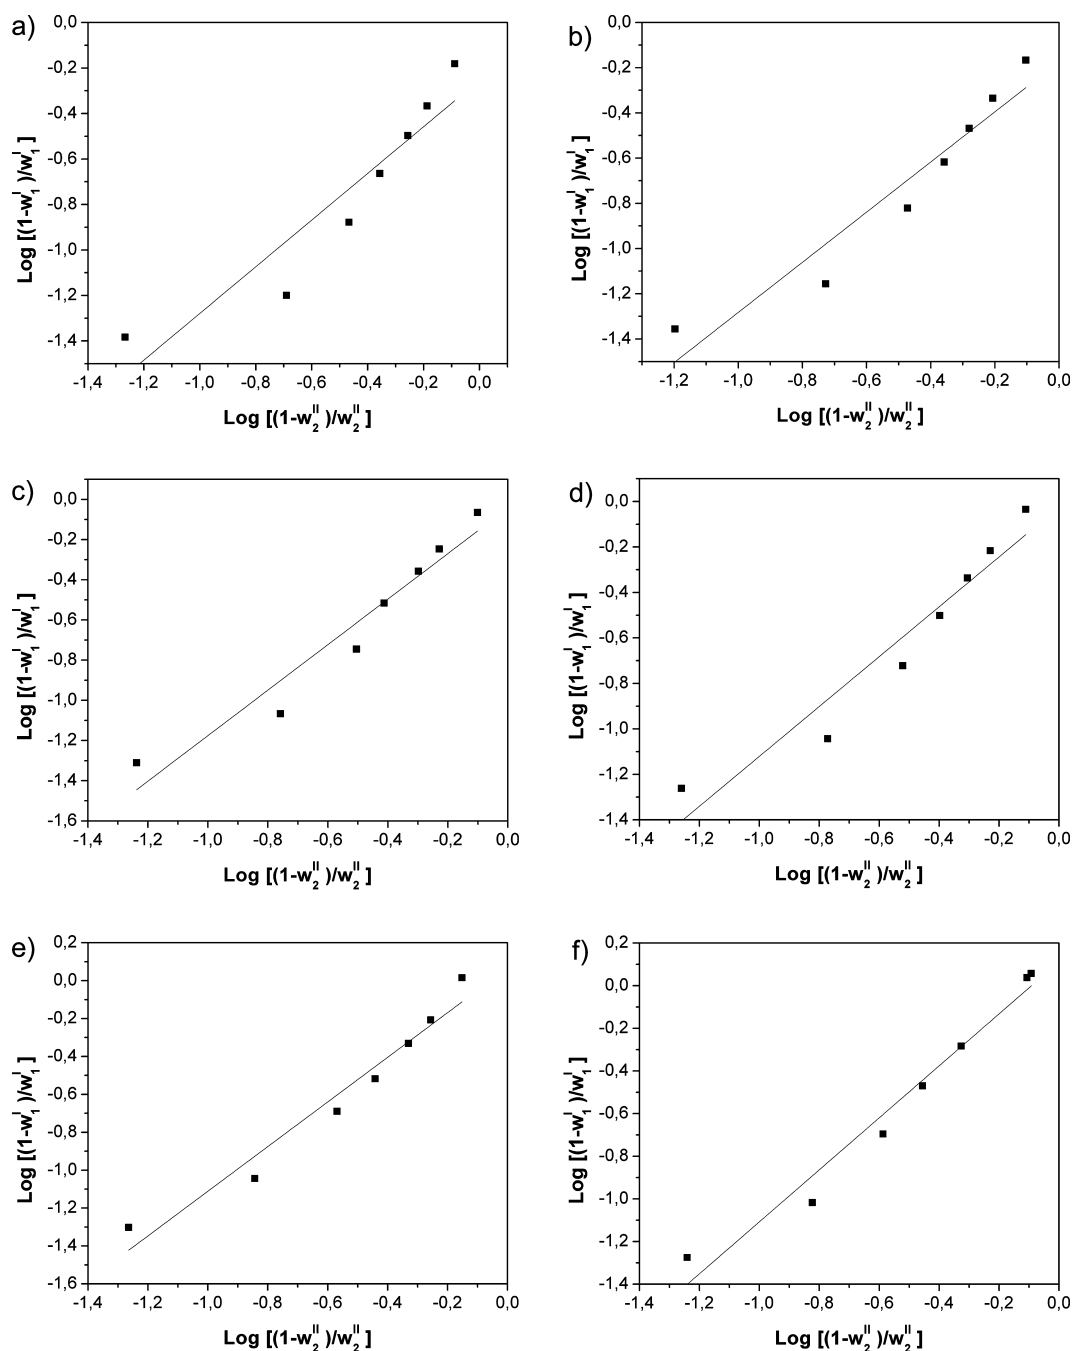 a)
0,0
-0,2
-0,4
-0,6
-0,8
-1,0
-1,2
-1,4
Log [(1-w₁ᴵ)/w₁ᴵ]
-1,4 -1,2 -1,0 -0,8 -0,6 -0,4 -0,2 0,0
Log [(1-w₂ᴵᴵ)/w₂ᴵᴵ]
b)
0,0
-0,2
-0,4
-0,6
-0,8
-1,0
-1,2
-1,4
Log [(1-w₁ᴵ)/w₁ᴵ]
-1,2 -1,0 -0,8 -0,6 -0,4 -0,2 0,0
Log [(1-w₂ᴵᴵ)/w₂ᴵᴵ]
c)
0,0
-0,2
-0,4
-0,6
-0,8
-1,0
-1,2
-1,4
-1,6
Log [(1-w₁ᴵ)/w₁ᴵ]
-1,4 -1,2 -1,0 -0,8 -0,6 -0,4 -0,2 0,0
Log [(1-w₂ᴵᴵ)/w₂ᴵᴵ]
d)
0,0
-0,2
-0,4
-0,6
-0,8
-1,0
-1,2
-1,4
Log [(1-w₁ᴵ)/w₁ᴵ]
-1,4 -1,2 -1,0 -0,8 -0,6 -0,4 -0,2 0,0
Log [(1-w₂ᴵᴵ)/w₂ᴵᴵ]
e)
0,2
0,0
-0,2
-0,4
-0,6
-0,8
-1,0
-1,2
-1,4
-1,6
Log [(1-w₁ᴵ)/w₁ᴵ]
-1,4 -1,2 -1,0 -0,8 -0,6 -0,4 -0,2 0,0
Log [(1-w₂ᴵᴵ)/w₂ᴵᴵ]
f)
0,2
0,0
-0,2
-0,4
-0,6
-0,8
-1,0
-1,2
-1,4
Log [(1-w₁ᴵ)/w₁ᴵ]
-1,4 -1,2 -1,0 -0,8 -0,6 -0,4 -0,2 0,0
Log [(1-w₂ᴵᴵ)/w₂ᴵᴵ]